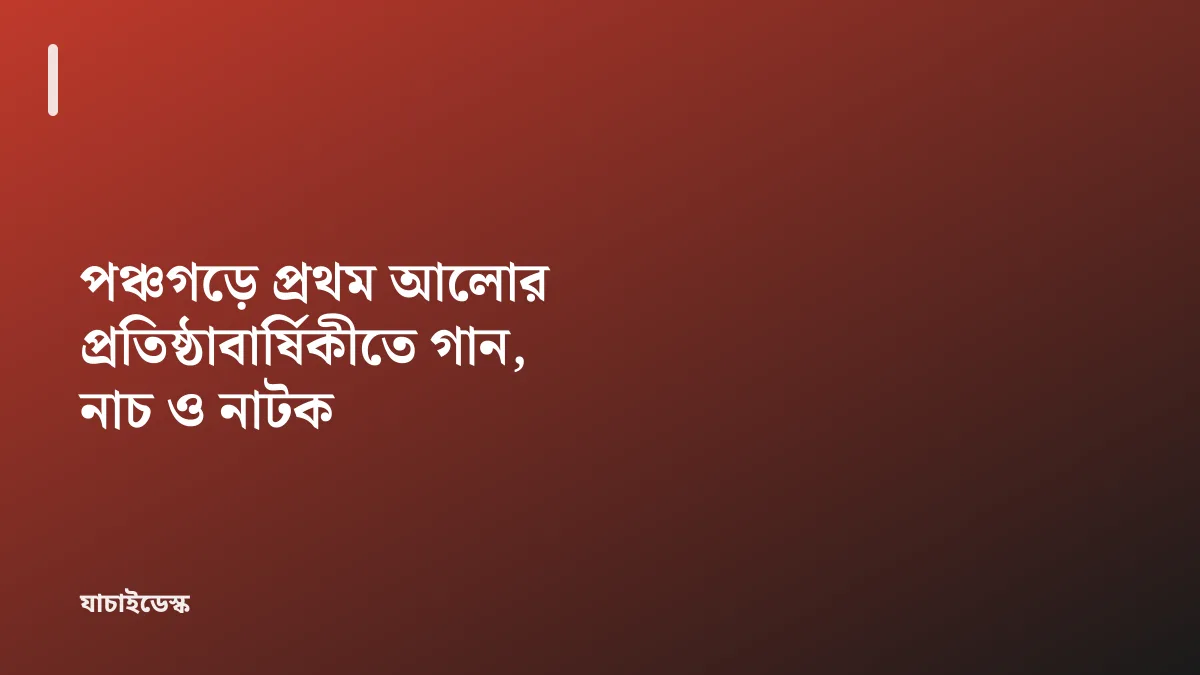 পঞ্চগড়ে প্রথম আলোর
প্রতিষ্ঠাবার্ষিকীতে গান,
নাচ ও নাটক
যাচাইডেস্ক